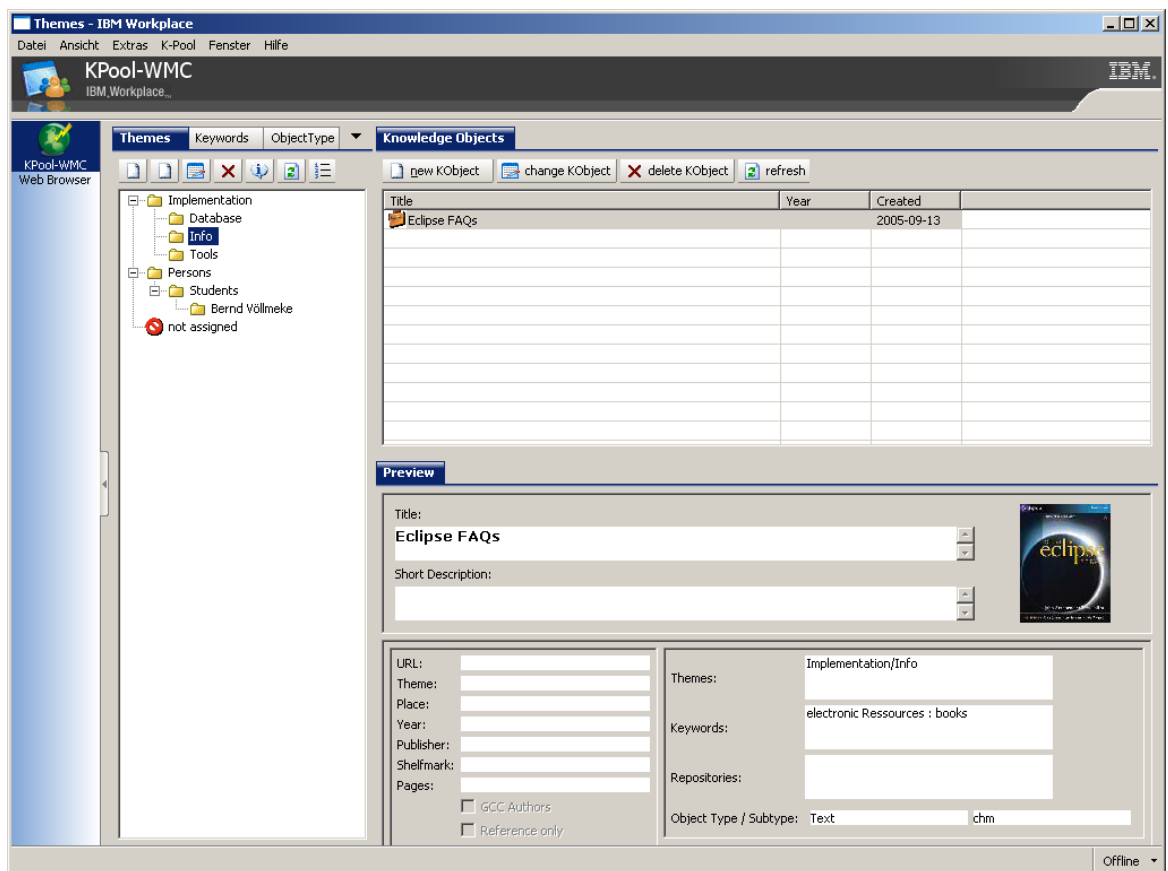 Themes - IBM Workplace
Datei Ansicht Extras K-Pool Fenster Hilfe
KPool-WMC
IBM Workplace
IBM.
KPool-WMC
Web Browser
Themes Keywords ObjectType
Implementation
Database
Info
Tools
Persons
Students
Bernd Völlmeke
not assigned
Knowledge Objects
new KObject change KObject delete KObject refresh
Title Year Created
Eclipse FAQs 2005-09-13
Preview
Title:
Eclipse FAQs
Short Description:
eclipse
URL:
Theme:
Place:
Year:
Publisher:
Shelfmark:
Pages:
GCC Authors
Reference only
Themes: Implementation/Info
Keywords: electronic Ressources : books
Repositories:
Object Type / Subtype: Text chm
Offline